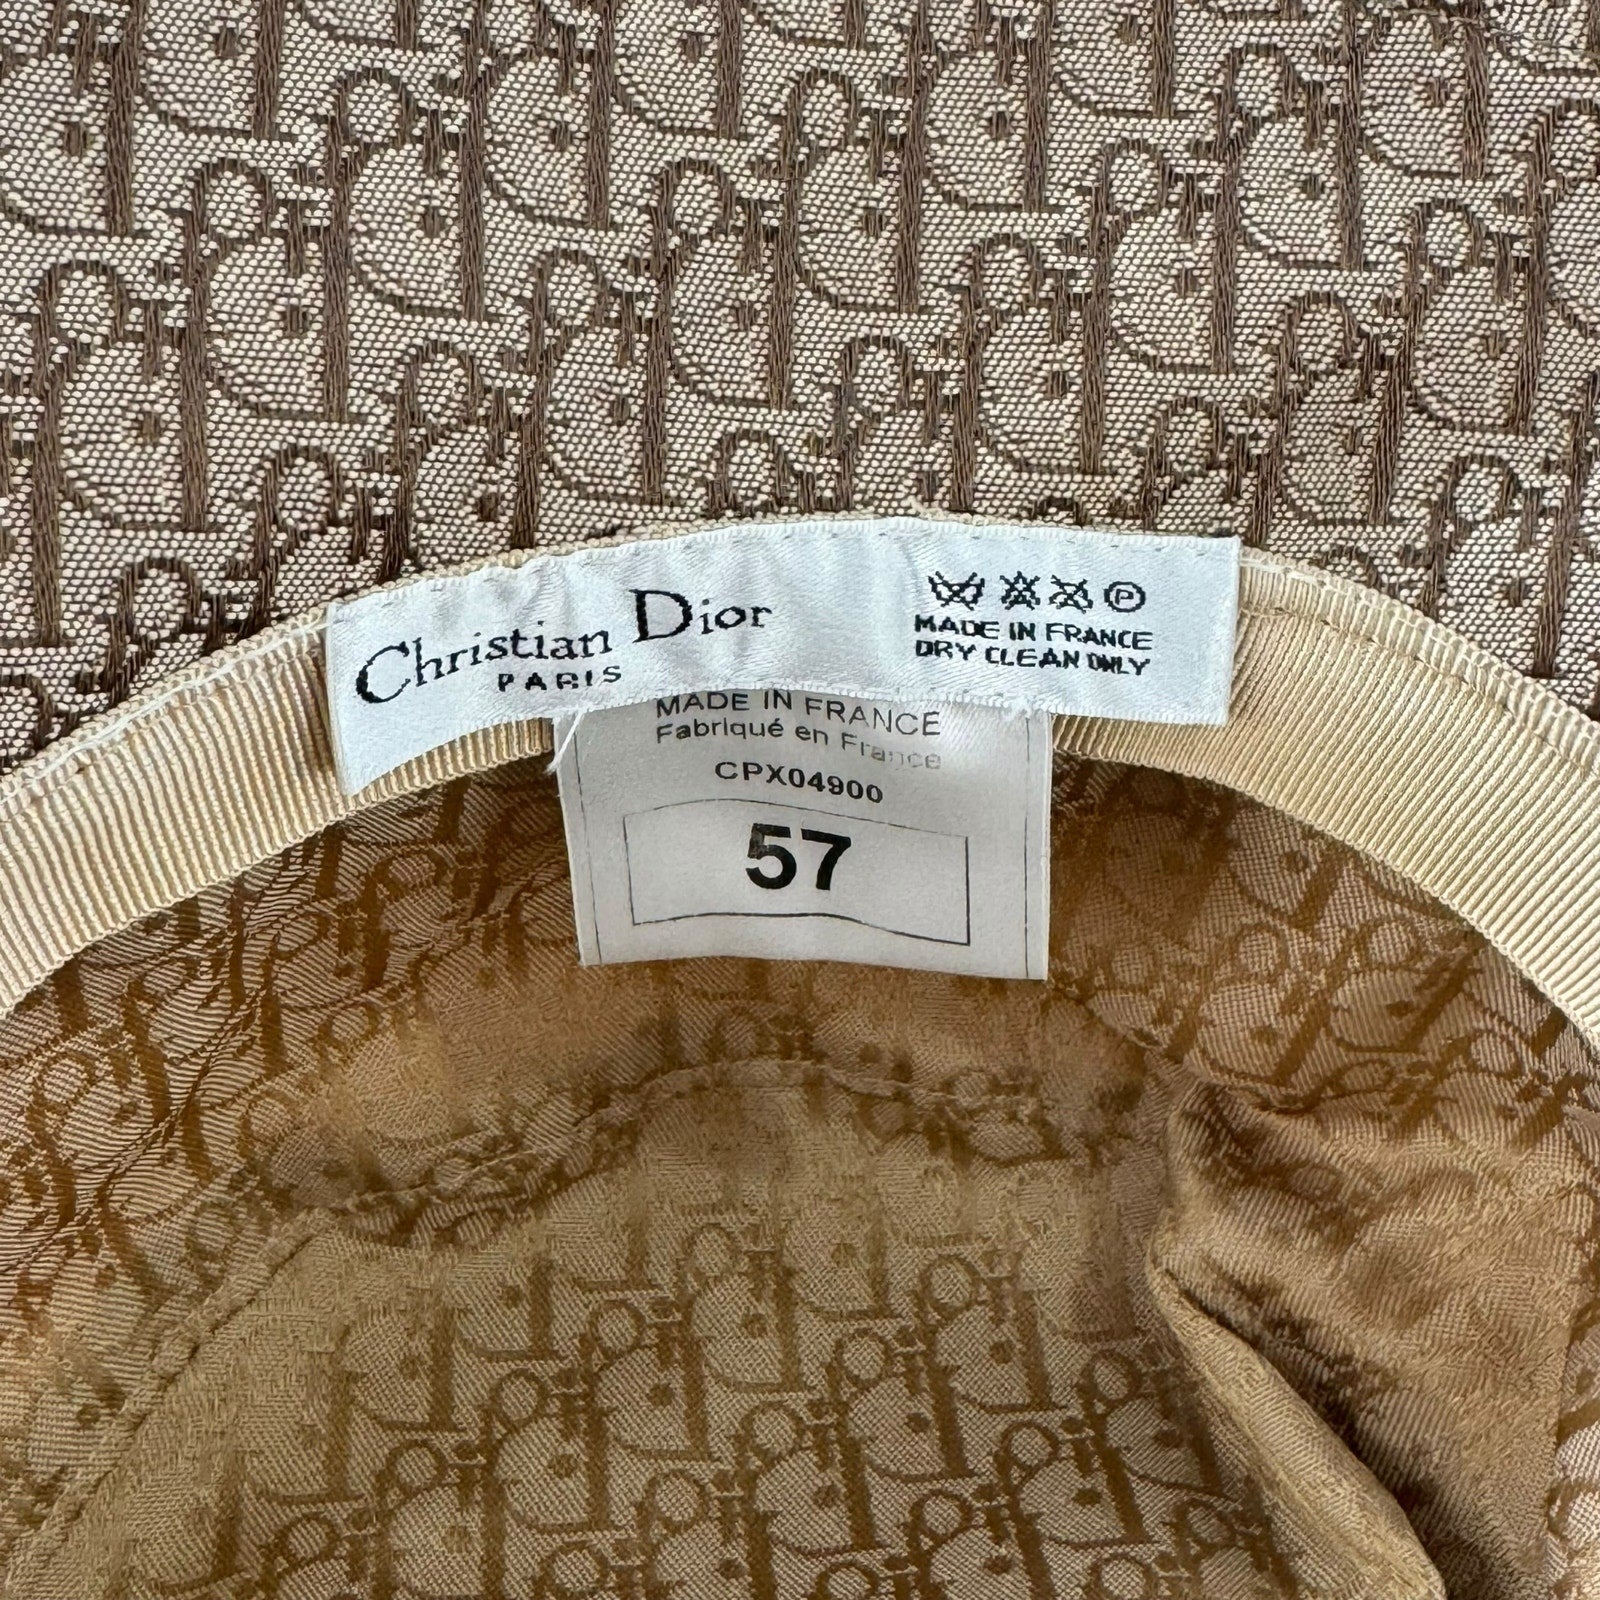 Christian Dior
PARIS
P
MADE IN FRANCE
DRY CLEAN ONLY
MADE IN FRANCE
Fabriqué en France
CPX04900
57